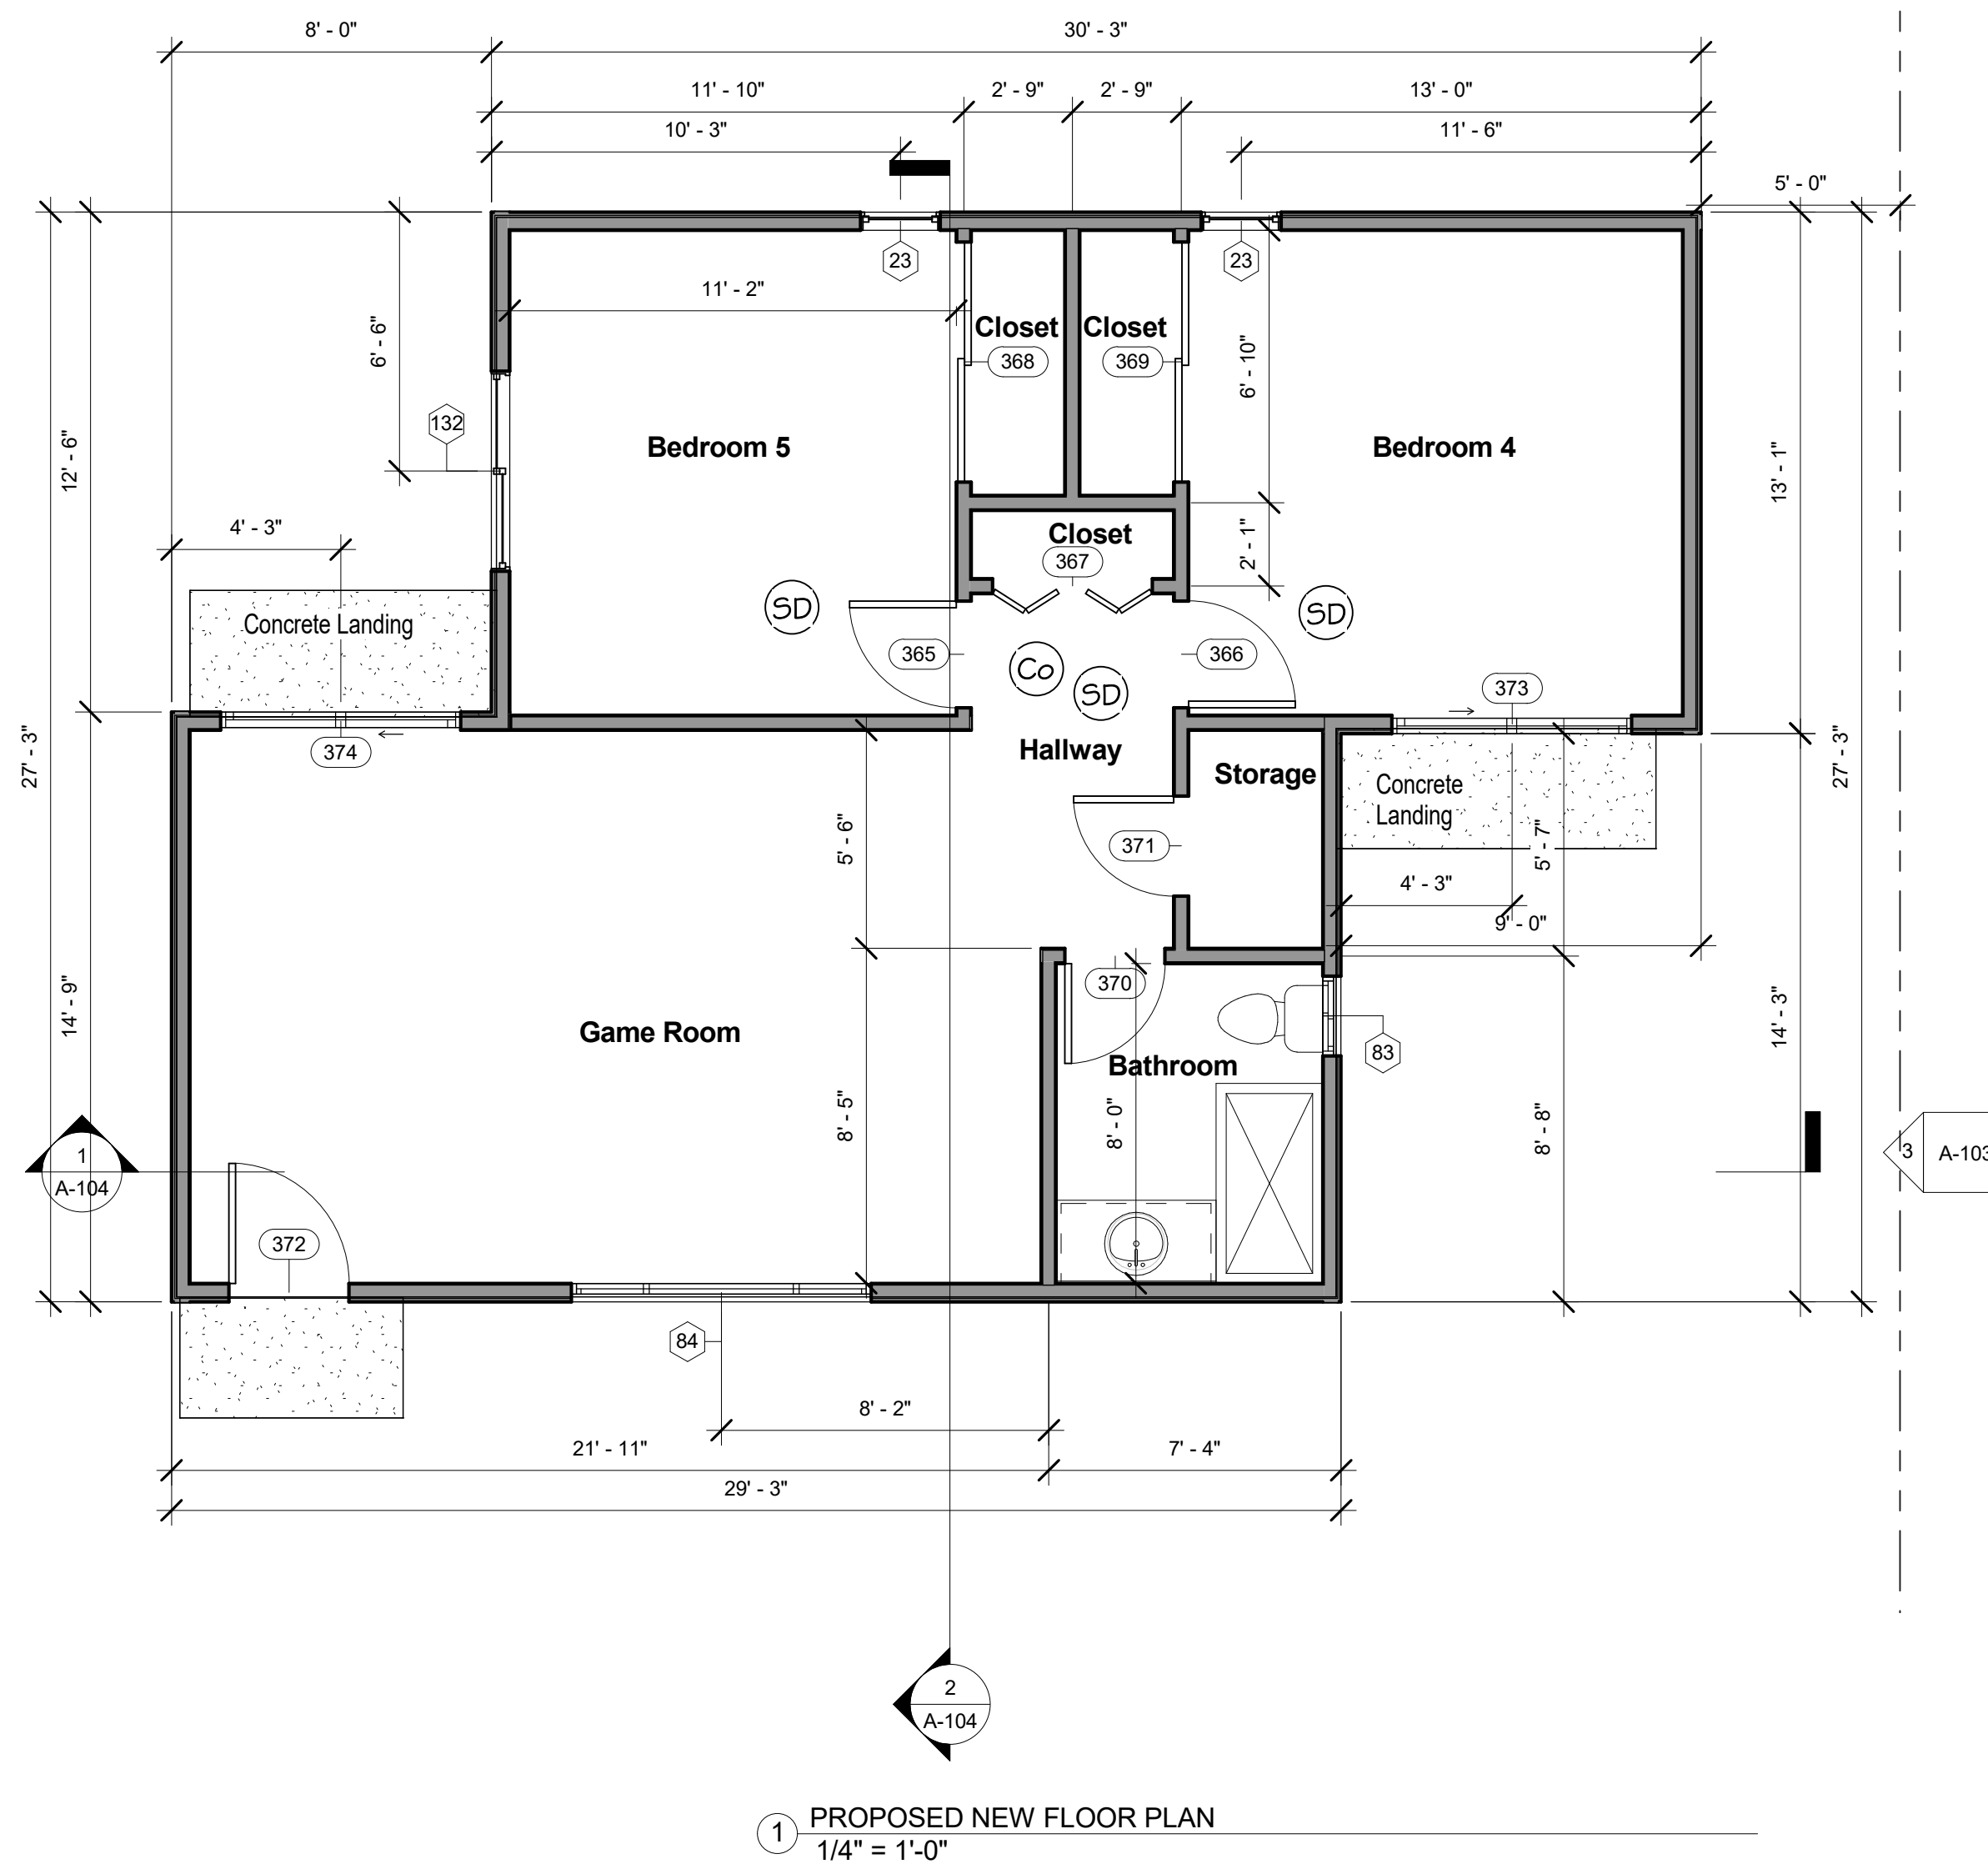 8' - 0"
30' - 3"
11' - 10"
2' - 9"
2' - 9"
13' - 0"
10' - 3"
11' - 6"
5' - 0"
23
23
11' - 2"
6' - 6"
Closet
Closet
368
369
6' - 10"
132
Bedroom 5
Bedroom 4
12' - 6"
13' - 1"
4' - 3"
Closet
367
2' - 1"
SD
SD
Concrete Landing
365
Co
SD
366
373
374
Hallway
27' - 3"
27' - 3"
Storage
Concrete
Landing
5' - 6"
371
5' - 7"
4' - 3"
9' - 0"
370
14' - 9"
14' - 3"
Game Room
83
Bathroom
8' - 5"
8' - 0"
8' - 8"
1
A-104
3
A-103
372
84
8' - 2"
21' - 11"
7' - 4"
29' - 3"
2
A-104
1
PROPOSED NEW FLOOR PLAN
1/4" = 1'-0"